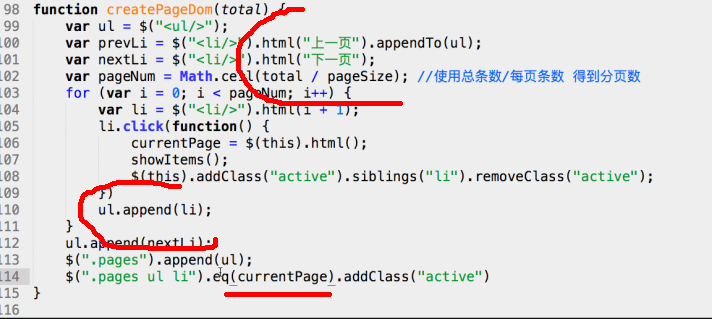 98 function createPageDom(total) {
99 var ul = $("<ul/>");
100 var prevLi = $("<li/>").html("上一页").appendTo(ul);
101 var nextLi = $("<li/>").html("下一页");
102 var pageNum = Math.ceil(total / pageSize); //使用总条数/每页条数 得到分页数
103 for (var i = 0; i < pageNum; i++) {
104 var li = $("<li/>").html(i + 1);
105 li.click(function() {
106 currentPage = $(this).html();
107 showItems();
108 $(this).addClass("active").siblings("li").removeClass("active");
109 })
110 ul.append(li);
111 }
112 ul.append(nextLi);
113 $(".pages").append(ul);
114 $(".pages ul li").eq(currentPage).addClass("active")
115 }
116